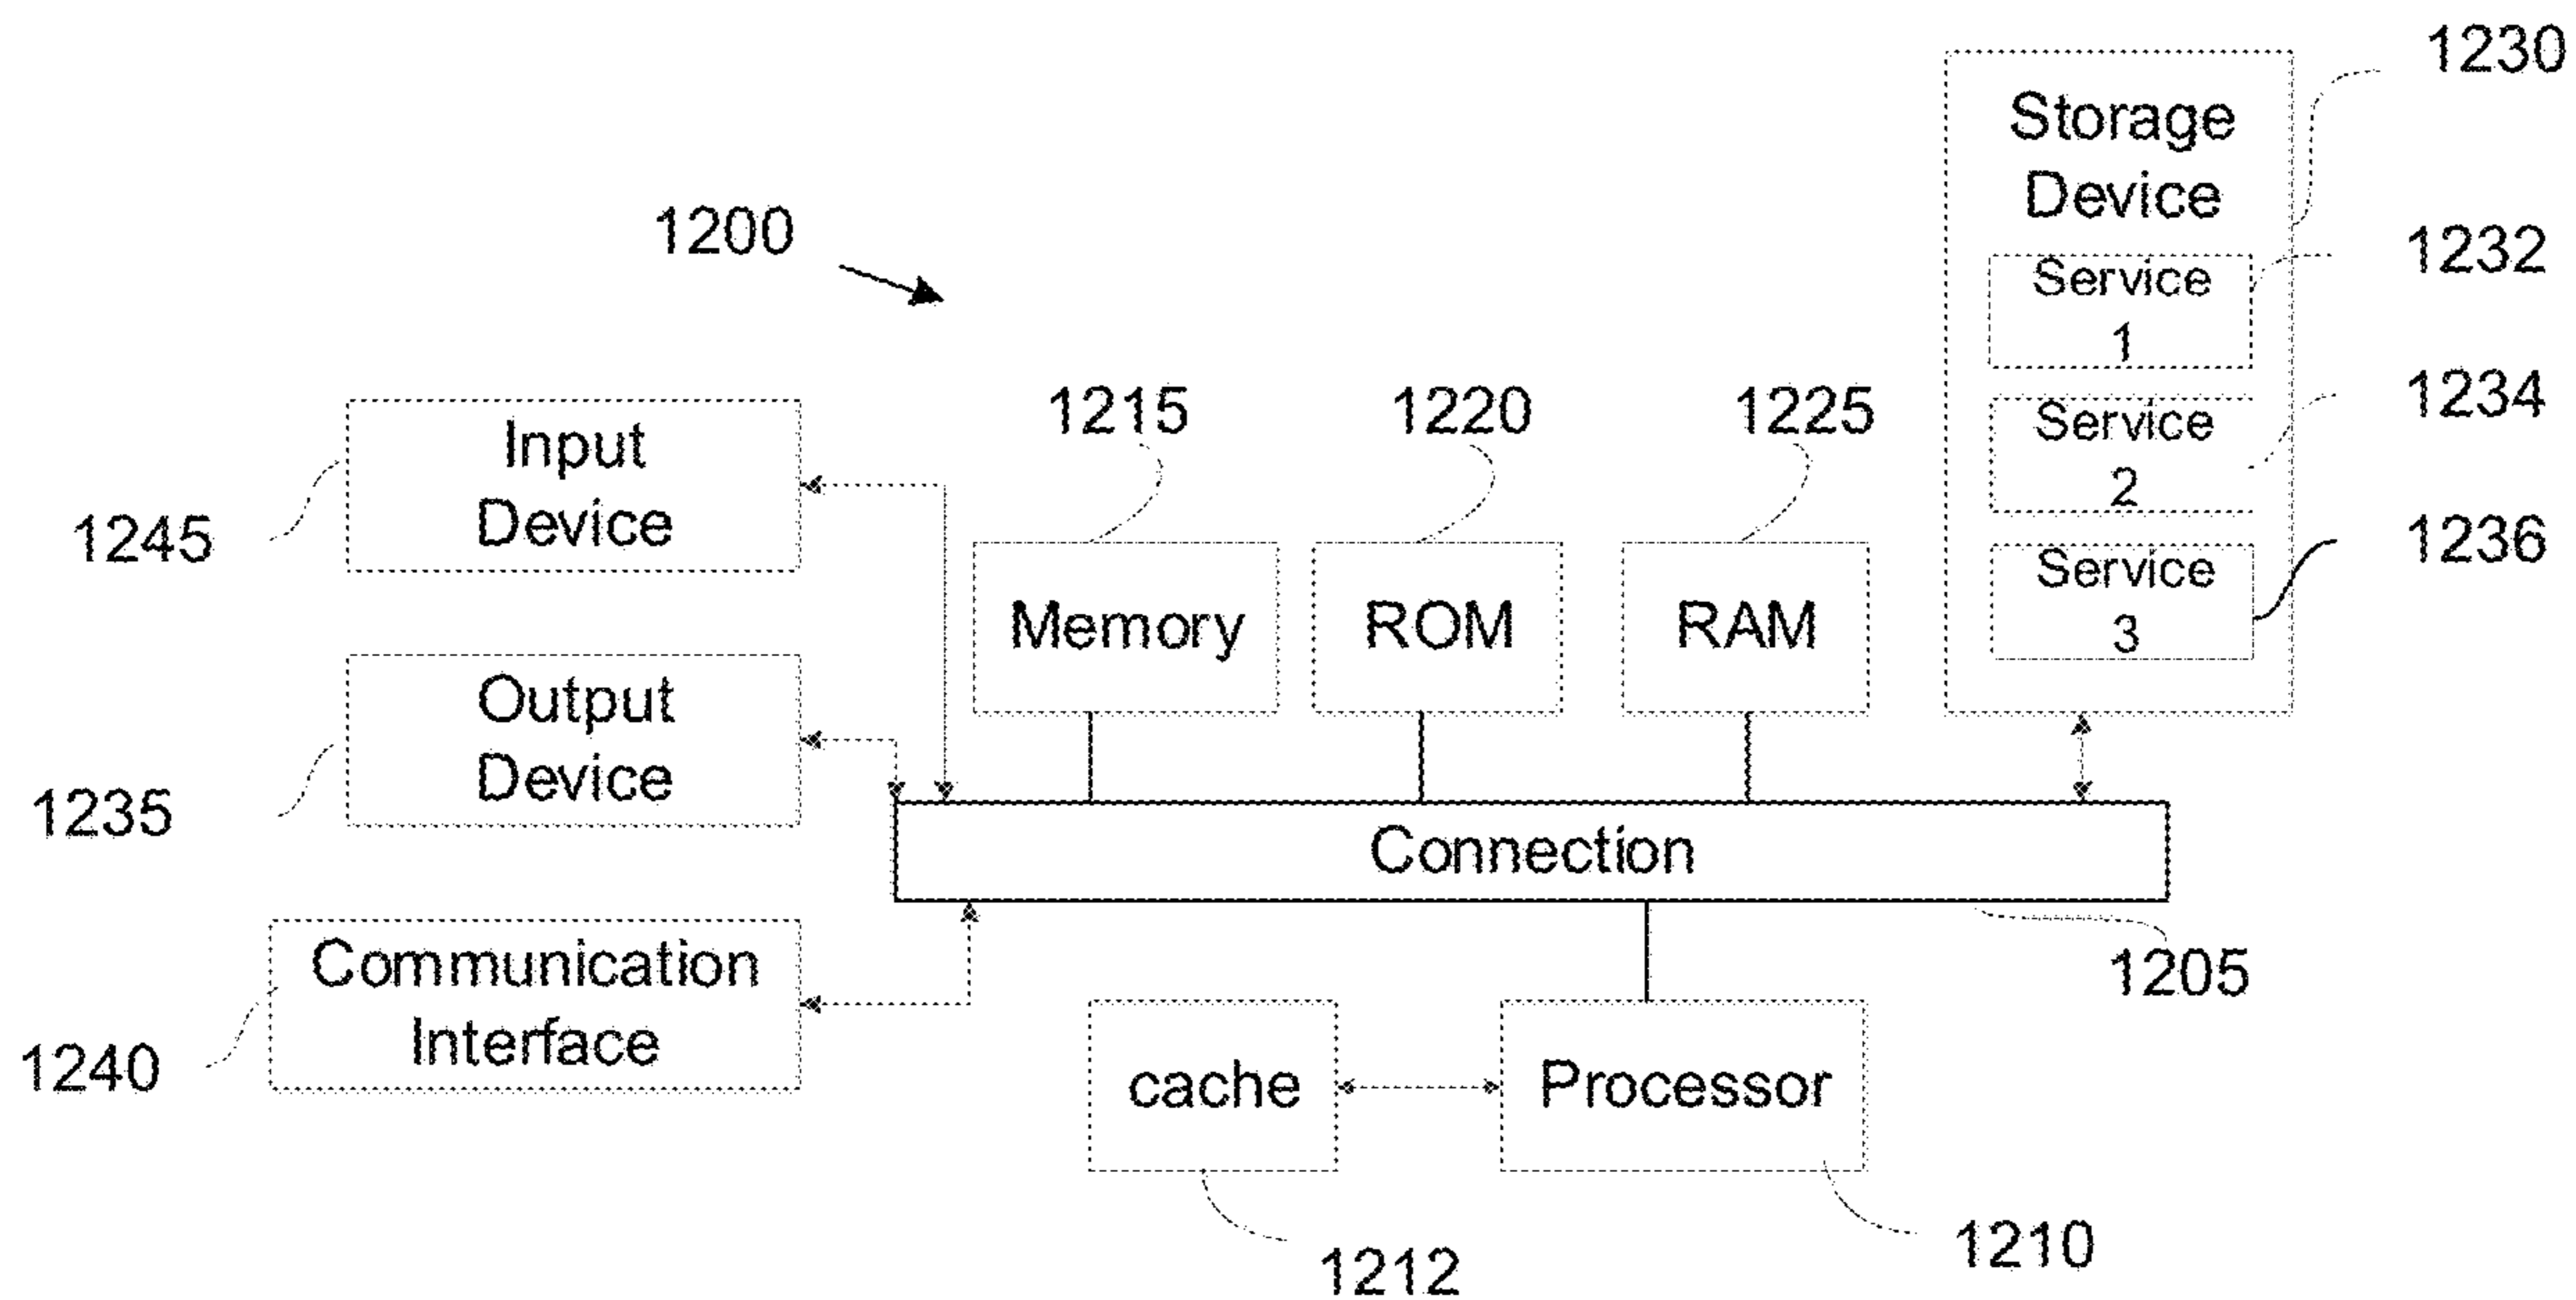 1230
Storage
Device
1200
1232
Service
1
1215
1220
1225
1234
Service
2
Input
Device
1245
1236
Service
3
Memory
ROM
RAM
Output
Device
1235
Connection
Communication
Interface
1205
1240
cache
Processor
1210
1212